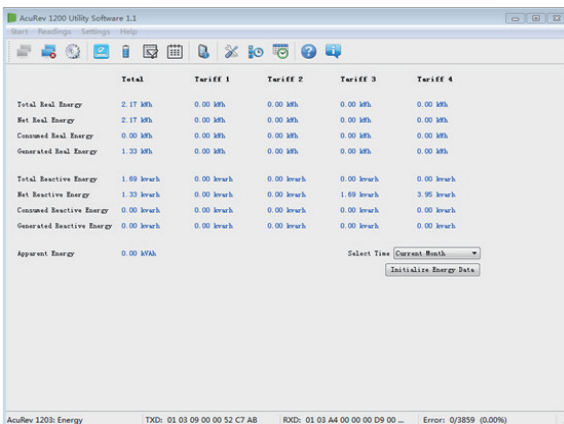 AcuRev 1200 Utility Software 1.1
Start Readings Settings Help
Total Tariff 1 Tariff 2 Tariff 3 Tariff 4
Total Real Energy 2.17 kWh 0.00 kWh 0.00 kWh 0.00 kWh 0.00 kWh
Net Real Energy 2.17 kWh 0.00 kWh 0.00 kWh 0.00 kWh 0.00 kWh
Consumed Real Energy 0.00 kWh 0.00 kWh 0.00 kWh 0.00 kWh 0.00 kWh
Generated Real Energy 1.33 kWh 0.00 kWh 0.00 kWh 0.00 kWh 0.00 kWh
Total Reactive Energy 1.69 kvarh 0.00 kvarh 0.00 kvarh 0.00 kvarh 0.00 kvarh
Net Reactive Energy 1.33 kvarh 0.00 kvarh 0.00 kvarh 1.69 kvarh 3.95 kvarh
Consumed Reactive Energy 0.00 kvarh 0.00 kvarh 0.00 kvarh 0.00 kvarh 0.00 kvarh
Generated Reactive Energy 0.00 kvarh 0.00 kvarh 0.00 kvarh 0.00 kvarh 0.00 kvarh
Apparent Energy 0.00 kVAh Select Time Current Month
Initialize Energy Data
AcuRev 1203: Energy TXD: 01 03 09 00 00 52 C7 AB RXD: 01 03 A4 00 00 00 D9 00 ... Error: 0/3859 (0.00%)